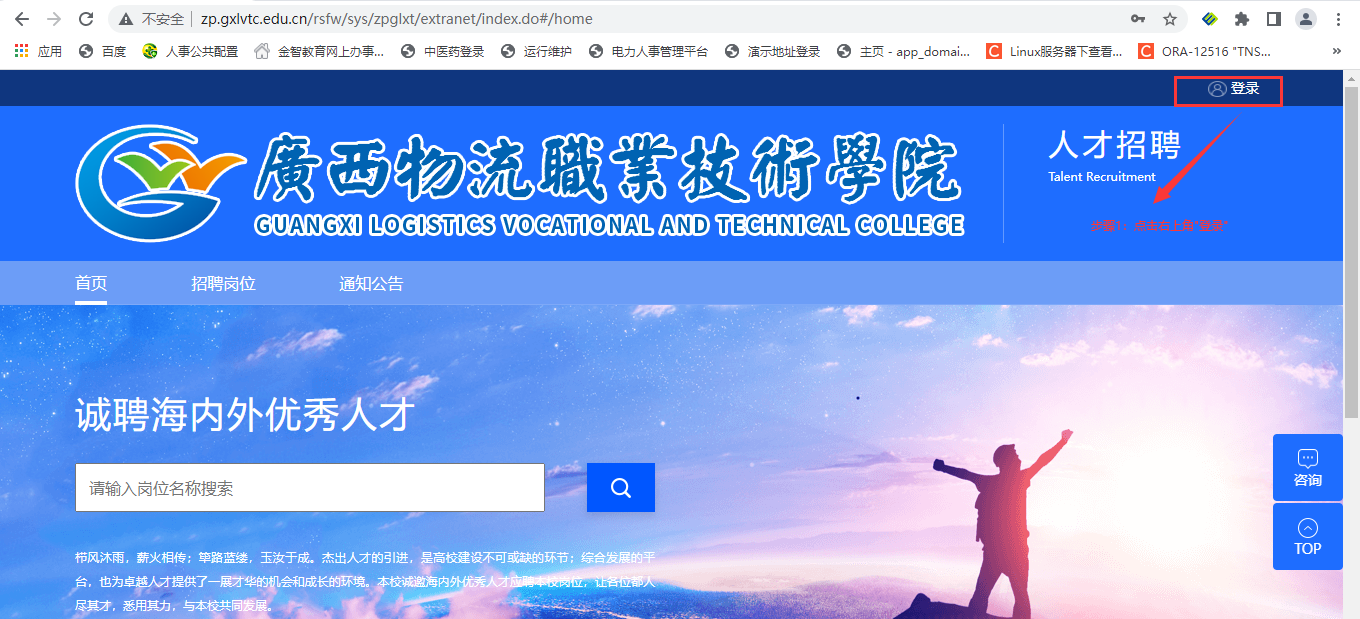 不安全 zp.gxlvtc.edu.cn/rsfw/sys/zpglxt/extranet/index.do#/home
应用 百度 人事公共配置 金智教育网上办事... 中医药登录 运行维护 电力人事管理平台 演示地址登录 主页 - app_domai... Linux服务器下查看... ORA-12516 "TNS... »
登录
廣西物流職業技術學院
GUANGXI LOGISTICS VOCATIONAL AND TECHNICAL COLLEGE
人才招聘
Talent Recruitment
步骤1：点击右上角“登录”
首页 招聘岗位 通知公告
诚聘海内外优秀人才
请输入岗位名称搜索
咨询
TOP
栉风沐雨，薪火相传；筚路蓝缕，玉汝于成。杰出人才的引进，是高校建设不可或缺的环节；综合发展的平
台，也为卓越人才提供了一展才华的机会和成长的环境。本校诚邀海内外优秀人才应聘本校岗位，让各位都人
尽其才，悉用其力，与本校共同发展。